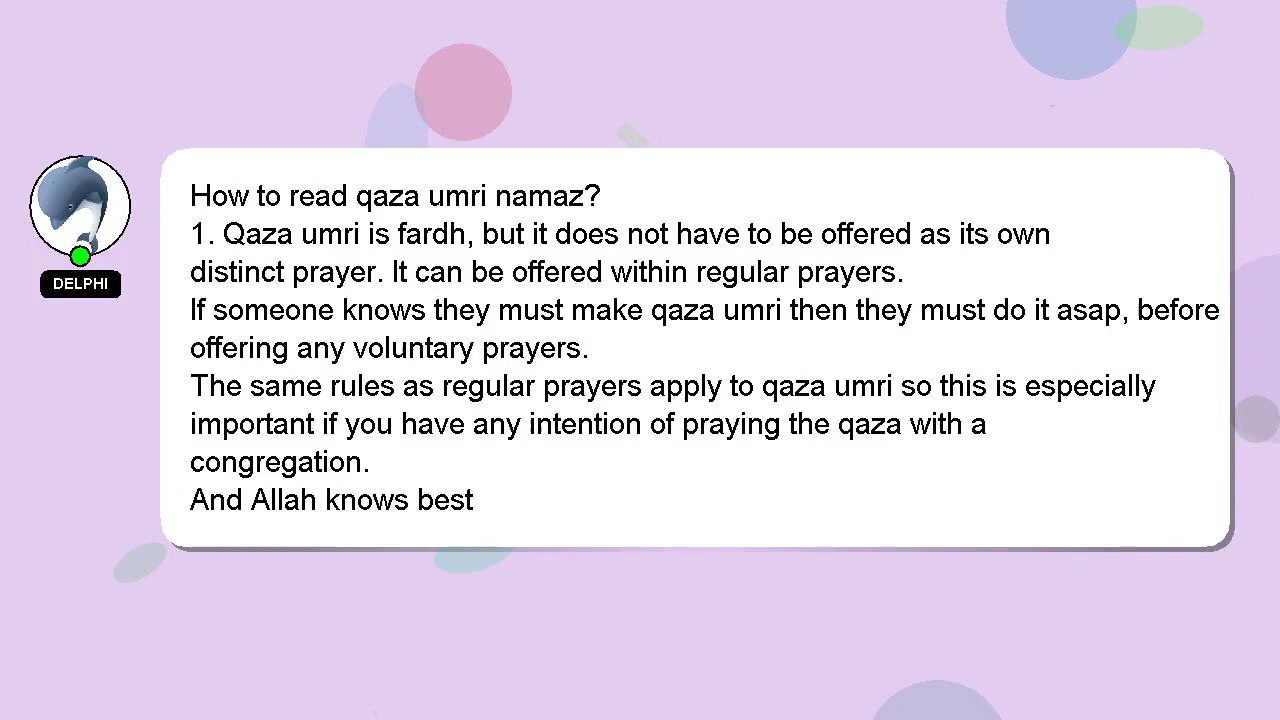 DELPHI
How to read qaza umri namaz?
1. Qaza umri is fardh, but it does not have to be offered as its own
distinct prayer. It can be offered within regular prayers.
If someone knows they must make qaza umri then they must do it asap, before
offering any voluntary prayers.
The same rules as regular prayers apply to qaza umri so this is especially
important if you have any intention of praying the qaza with a
congregation.
And Allah knows best